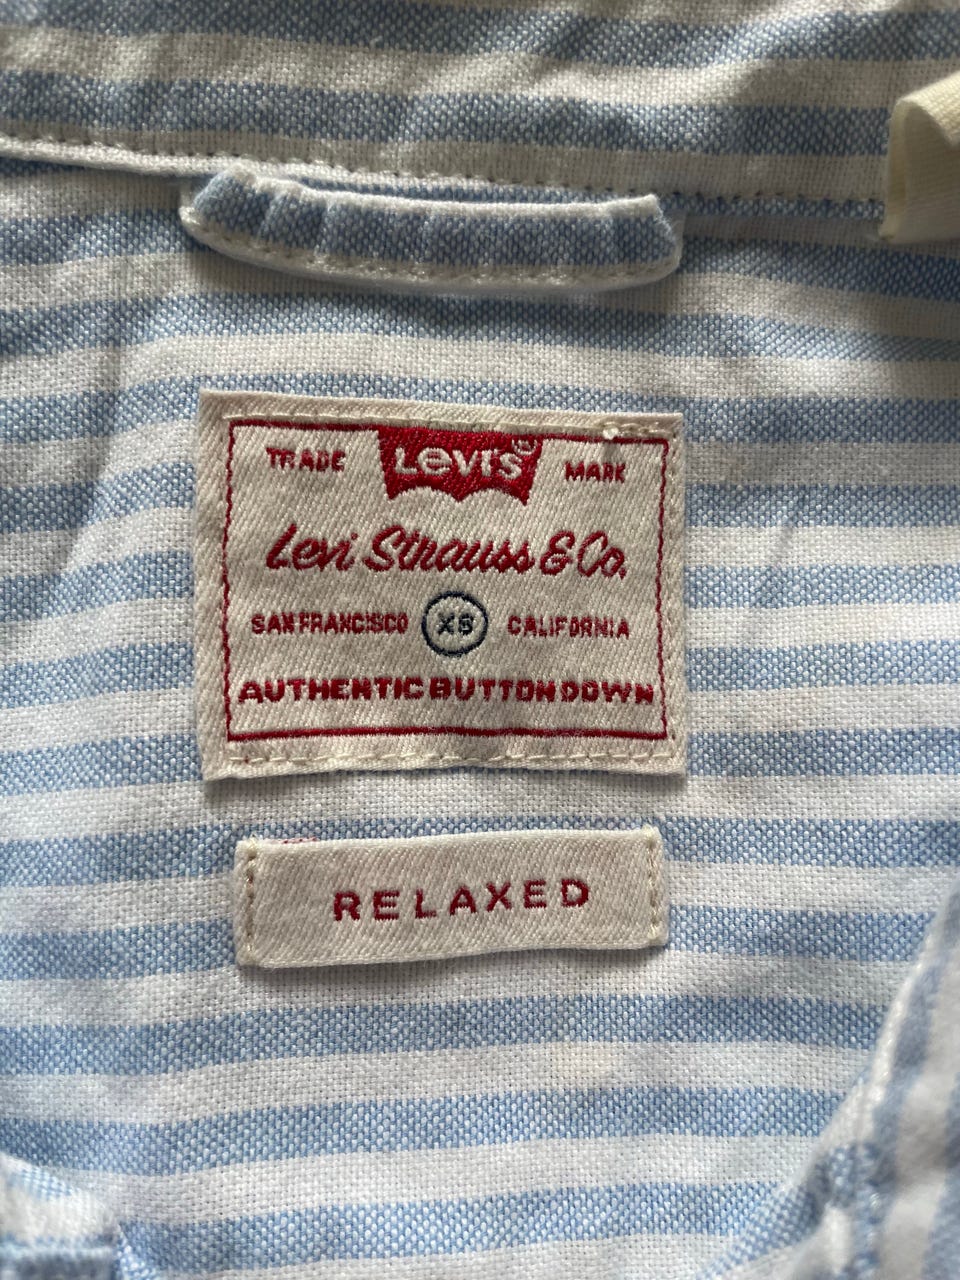 TRADE Levi's® MARK
Levi Strauss & Co.
SAN FRANCISCO XS CALIFORNIA
AUTHENTIC BUTTON DOWN
RELAXED